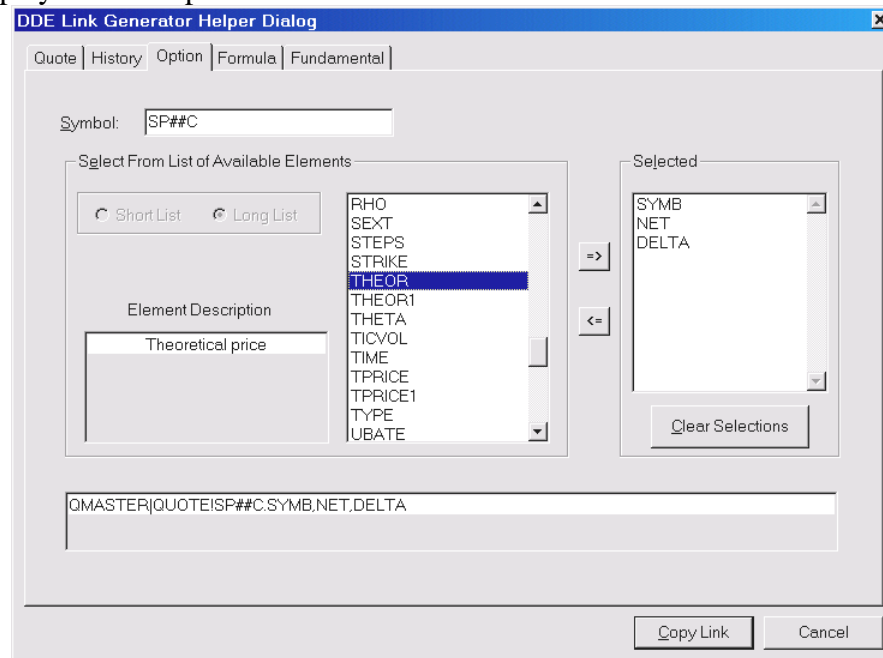 DDE Link Generator Helper Dialog
Quote History Option Formula Fundamental
Symbol: SP##C
Select From List of Available Elements
Short List Long List
RHO
SEXT
STEPS
STRIKE
THEOR
THEOR1
THETA
TICVOL
TIME
TPRICE
TPRICE1
TYPE
UBATE
Element Description
Theoretical price
=>
<=
Selected
SYMB
NET
DELTA
Clear Selections
QMASTER|QUOTE!SP##C.SYMB,NET,DELTA
Copy Link Cancel